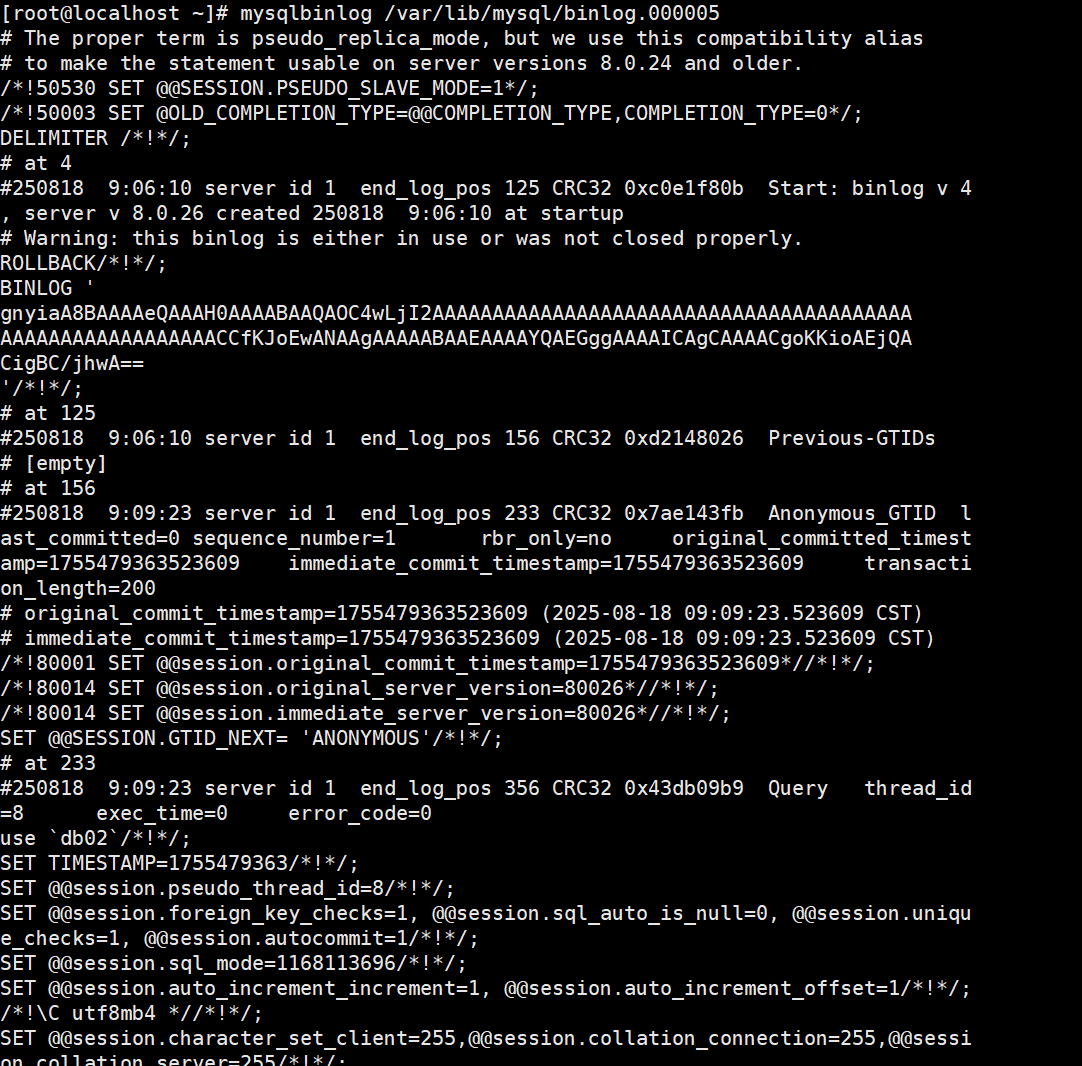 [root@localhost ~]# mysqlbinlog /var/lib/mysql/binlog.000005
# The proper term is pseudo_replica_mode, but we use this compatibility alias
# to make the statement usable on server versions 8.0.24 and older.
/*!50530 SET @@SESSION.PSEUDO_SLAVE_MODE=1*/;
/*!50003 SET @OLD_COMPLETION_TYPE=@@COMPLETION_TYPE,COMPLETION_TYPE=0*/;
DELIMITER /*!*/;
# at 4
#250818  9:06:10 server id 1  end_log_pos 125 CRC32 0xc0e1f80b  Start: binlog v 4
, server v 8.0.26 created 250818  9:06:10 at startup
# Warning: this binlog is either in use or was not closed properly.
ROLLBACK/*!*/;
BINLOG '
gnyiaA8BAAAAeQAAAH0AAAABAAQAOC4wLjI2AAAAAAAAAAAAAAAAAAAAAAAAAAAAAAAAAAAAAAAA
AAAAAAAAAAAAAAAAAACCfKJoEwANAAgAAAAABAAEAAAAYQAEGggAAAAICAgCAAAACgoKKioAEjQA
CigBC/jhwA==
'/*!*/;
# at 125
#250818  9:06:10 server id 1  end_log_pos 156 CRC32 0xd2148026  Previous-GTIDs
# [empty]
# at 156
#250818  9:09:23 server id 1  end_log_pos 233 CRC32 0x7ae143fb  Anonymous_GTID  l
ast_committed=0 sequence_number=1       rbr_only=no     original_committed_timest
amp=1755479363523609    immediate_commit_timestamp=1755479363523609     transacti
on_length=200
# original_commit_timestamp=1755479363523609 (2025-08-18 09:09:23.523609 CST)
# immediate_commit_timestamp=1755479363523609 (2025-08-18 09:09:23.523609 CST)
/*!80001 SET @@session.original_commit_timestamp=1755479363523609*//*!*/;
/*!80014 SET @@session.original_server_version=80026*//*!*/;
/*!80014 SET @@session.immediate_server_version=80026*//*!*/;
SET @@SESSION.GTID_NEXT= 'ANONYMOUS'/*!*/;
# at 233
#250818  9:09:23 server id 1  end_log_pos 356 CRC32 0x43db09b9  Query   thread_id
=8      exec_time=0     error_code=0
use `db02`/*!*/;
SET TIMESTAMP=1755479363/*!*/;
SET @@session.pseudo_thread_id=8/*!*/;
SET @@session.foreign_key_checks=1, @@session.sql_auto_is_null=0, @@session.uniqu
e_checks=1, @@session.autocommit=1/*!*/;
SET @@session.sql_mode=1168113696/*!*/;
SET @@session.auto_increment_increment=1, @@session.auto_increment_offset=1/*!*/;
/*!\C utf8mb4 *//*!*/;
SET @@session.character_set_client=255,@@session.collation_connection=255,@@sessi
on.collation_server=255/*!*/;